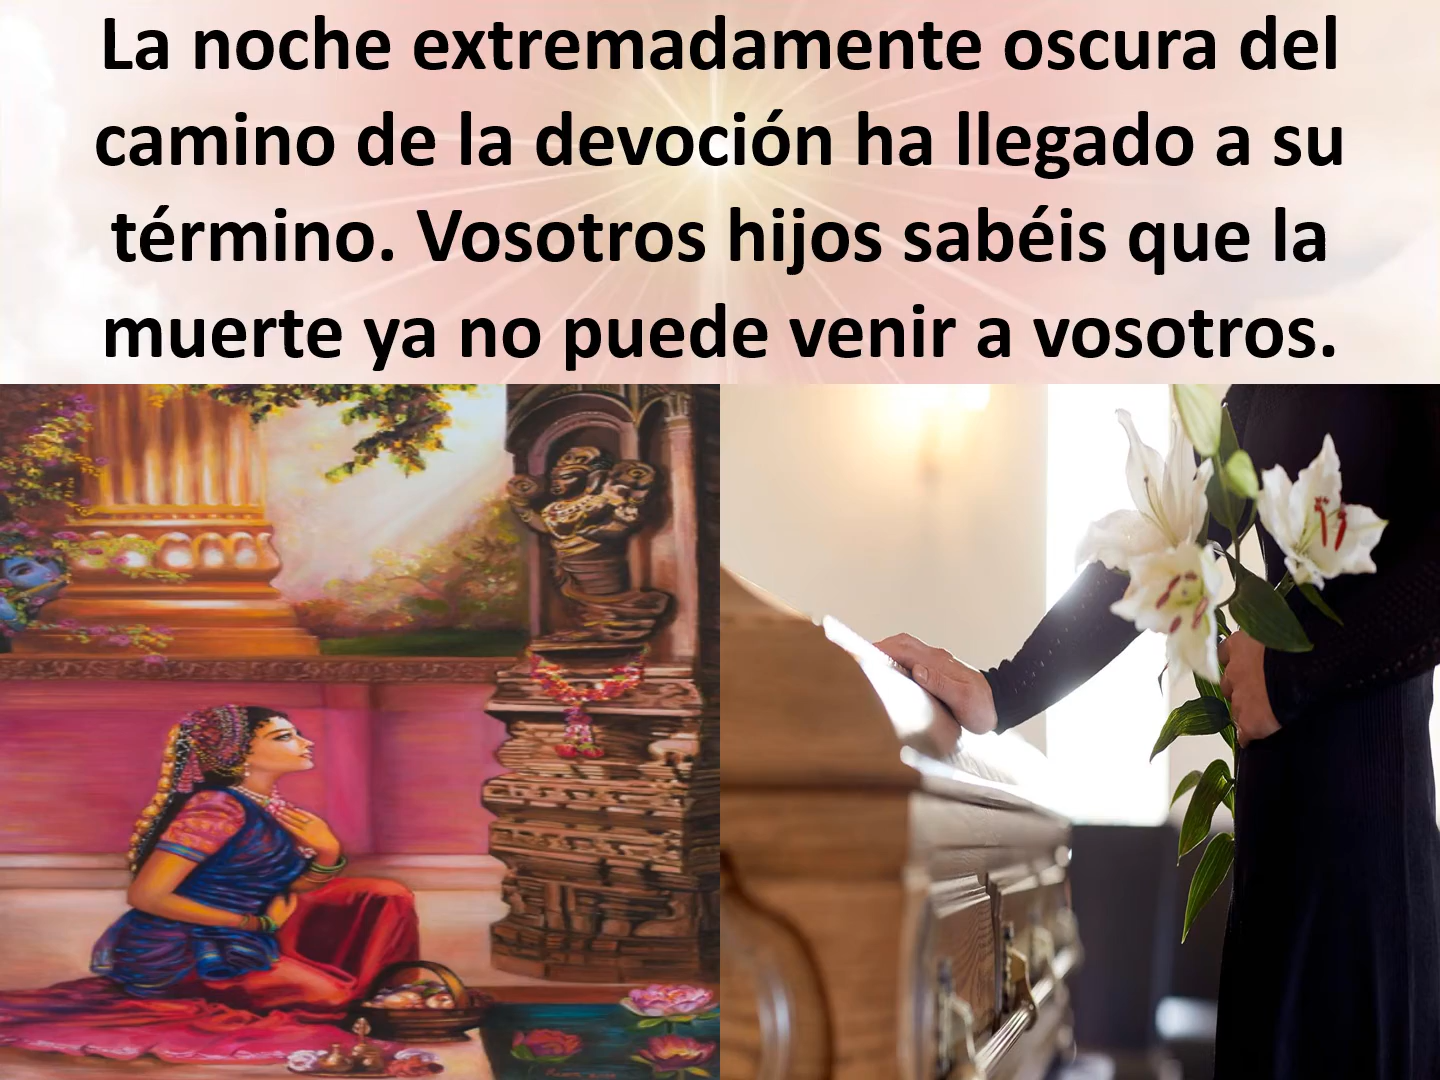 La noche extremadamente oscura del
camino de la devoción ha llegado a su
término. Vosotros hijos sabéis que la
muerte ya no puede venir a vosotros.